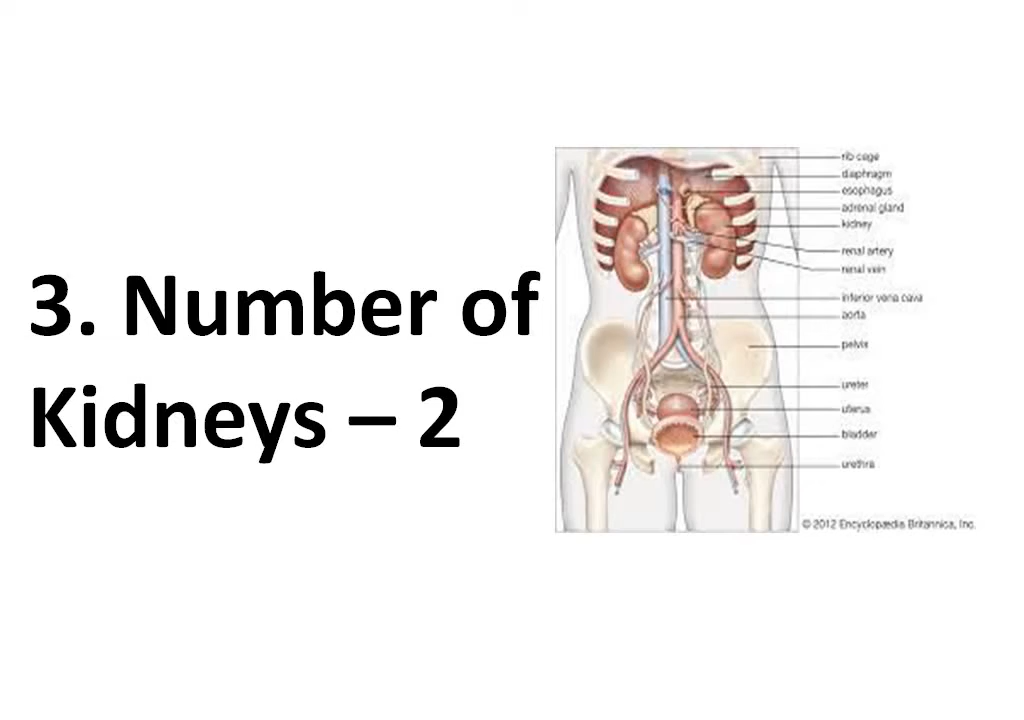 3. Number of
Kidneys – 2
rib cage
diaphragm
esophagus
adrenal gland
kidney
renal artery
renal vein
inferior vena cava
aorta
pelvis
ureter
uterus
bladder
urethra
© 2012 Encyclopædia Britannica, Inc.